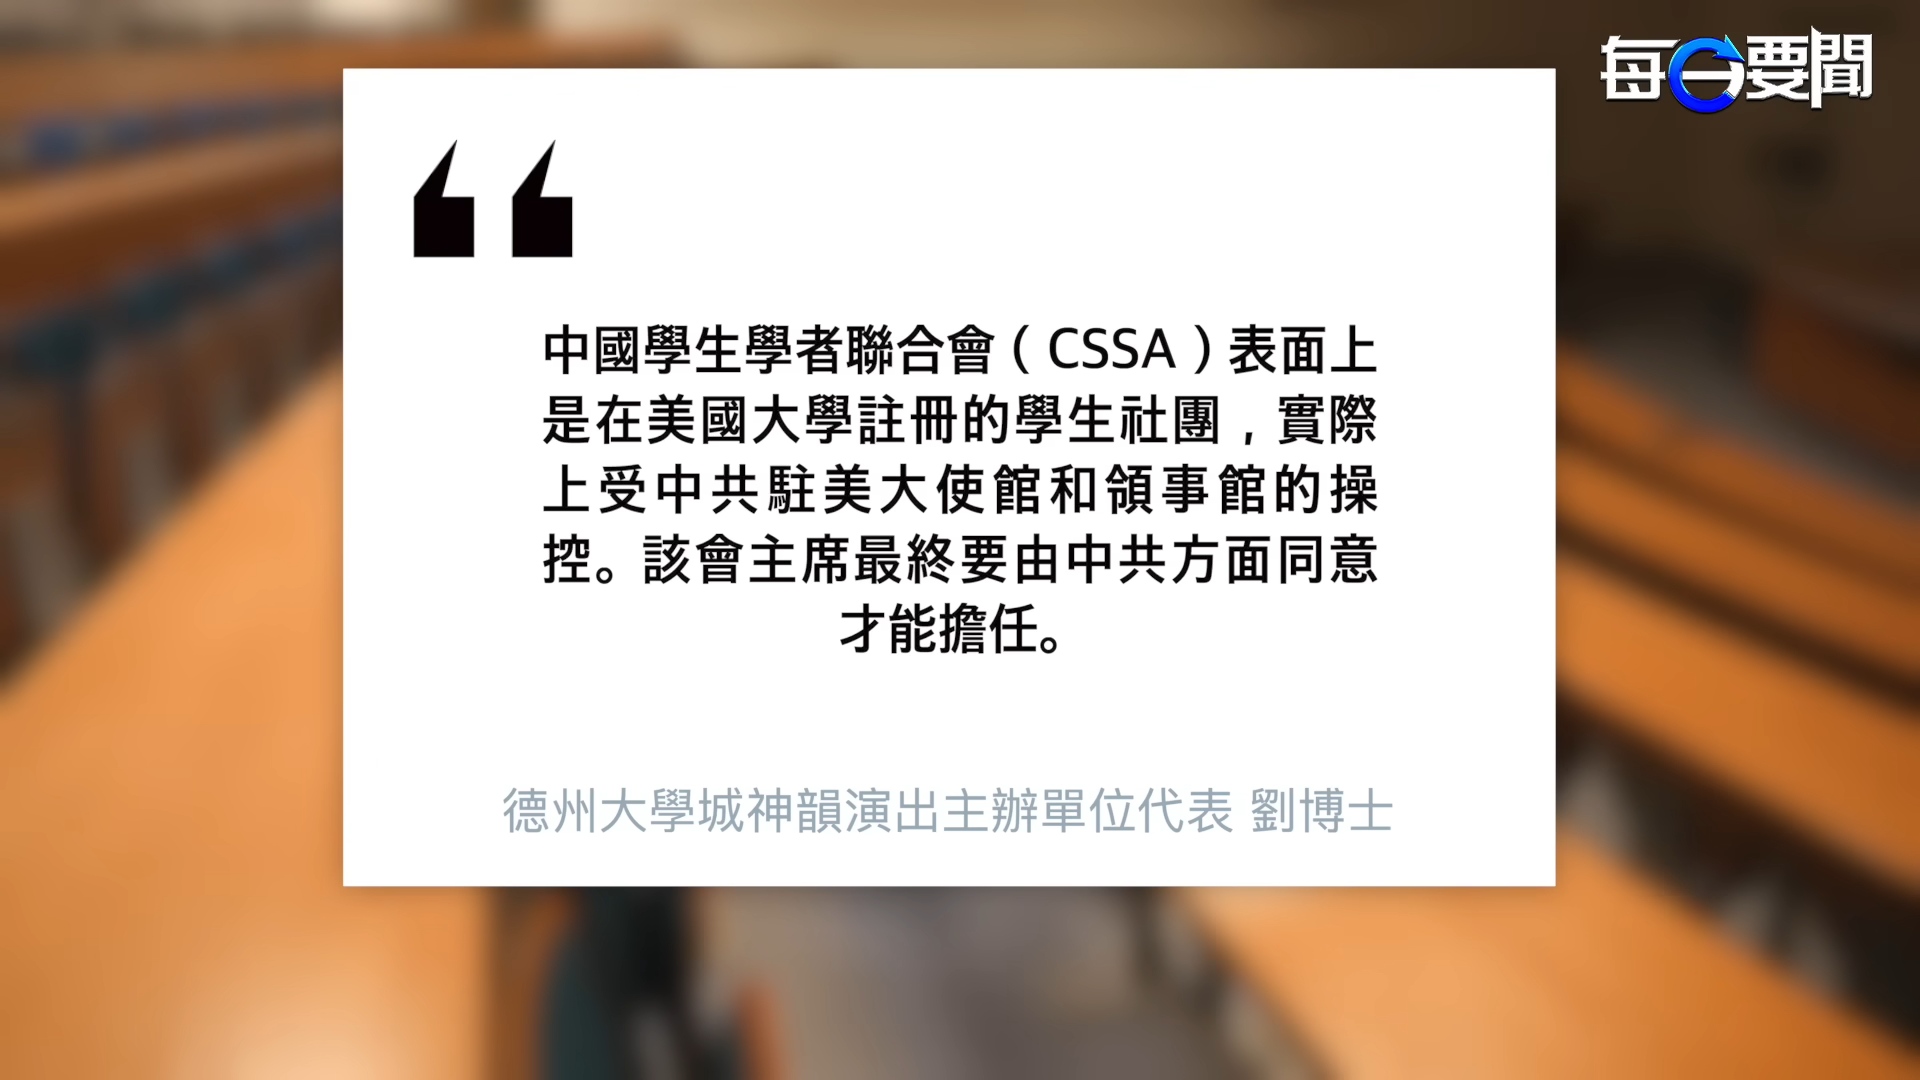 每日要聞
中國學生學者聯合會（CSSA）表面上
是在美國大學註冊的學生社團，實際
上受中共駐美大使館和領事館的操
控。該會主席最終要由中共方面同意
才能擔任。
德州大學城神韻演出主辦單位代表 劉博士